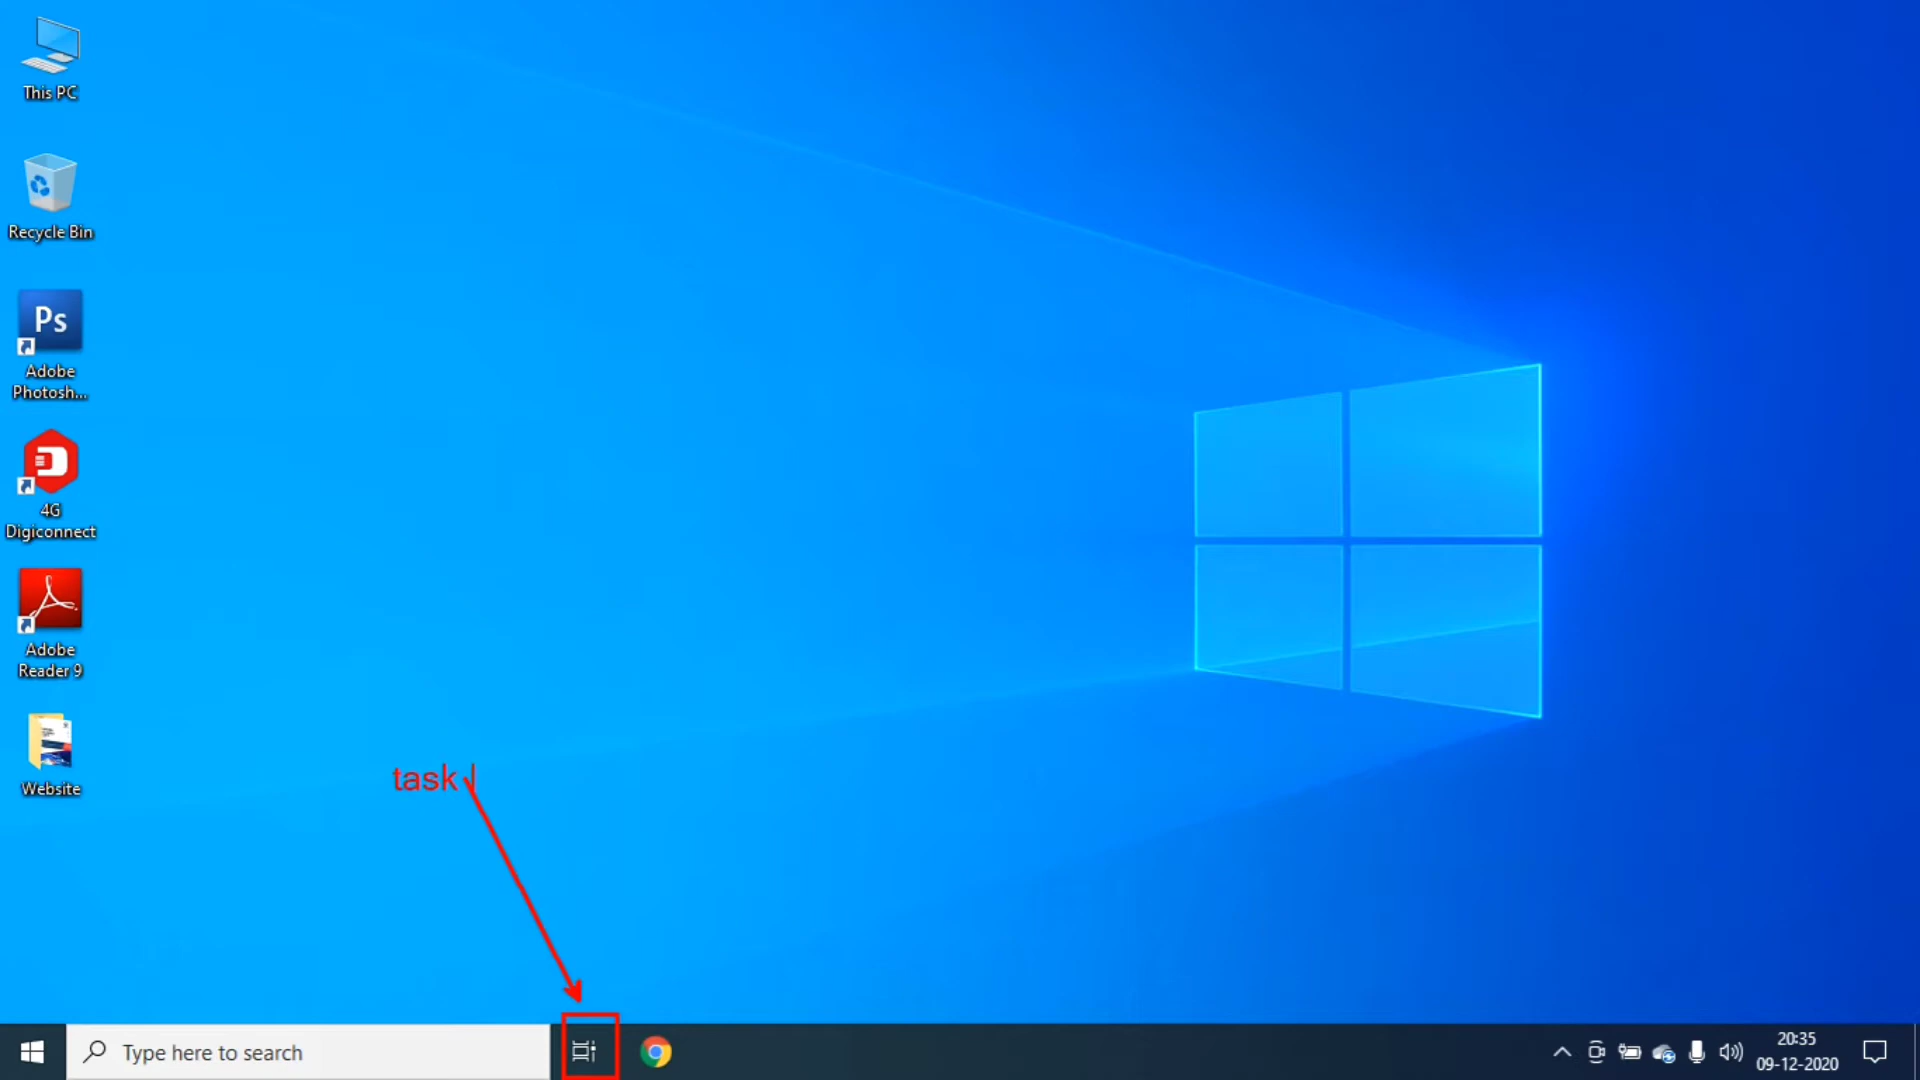 This PC
Recycle Bin
Ps
Adobe
Photosh...
4G
Digiconnect
Adobe
Reader 9
Website
task
Type here to search
20:35
09-12-2020